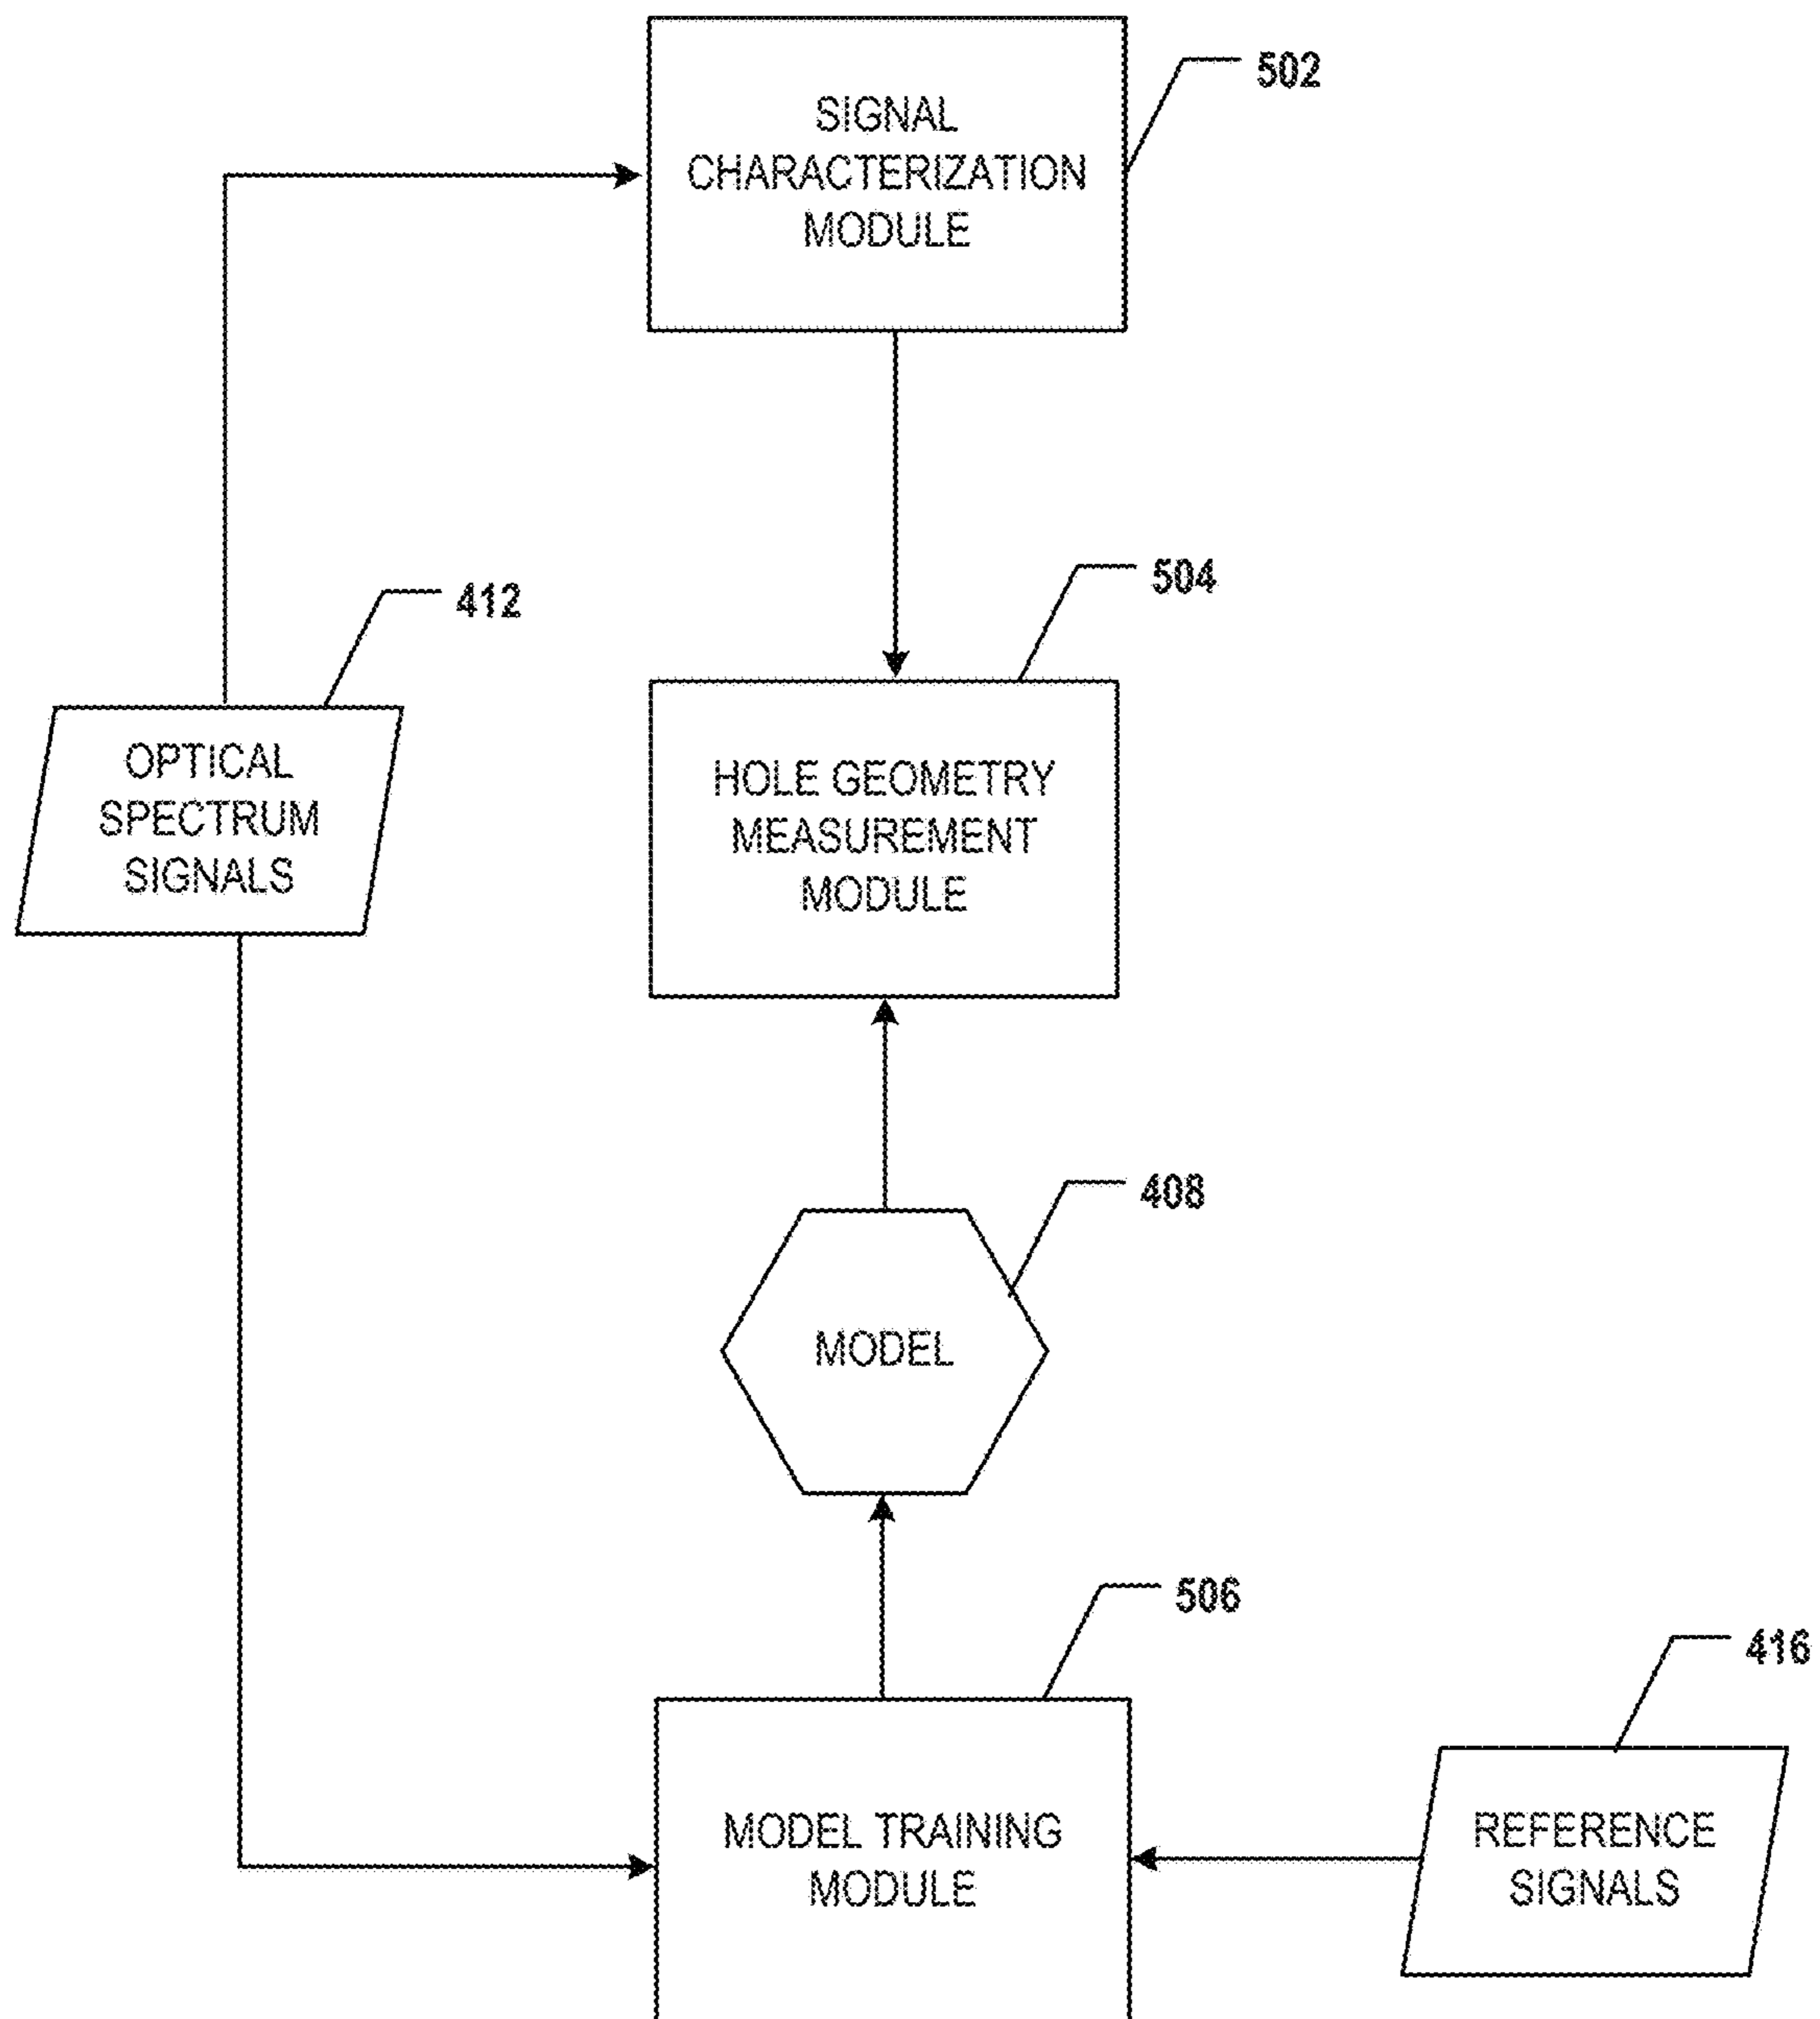 SIGNAL
CHARACTERIZATION
MODULE
502
412
504
OPTICAL
SPECTRUM
SIGNALS
HOLE GEOMETRY
MEASUREMENT
MODULE
408
MODEL
506
416
MODEL TRAINING
MODULE
REFERENCE
SIGNALS